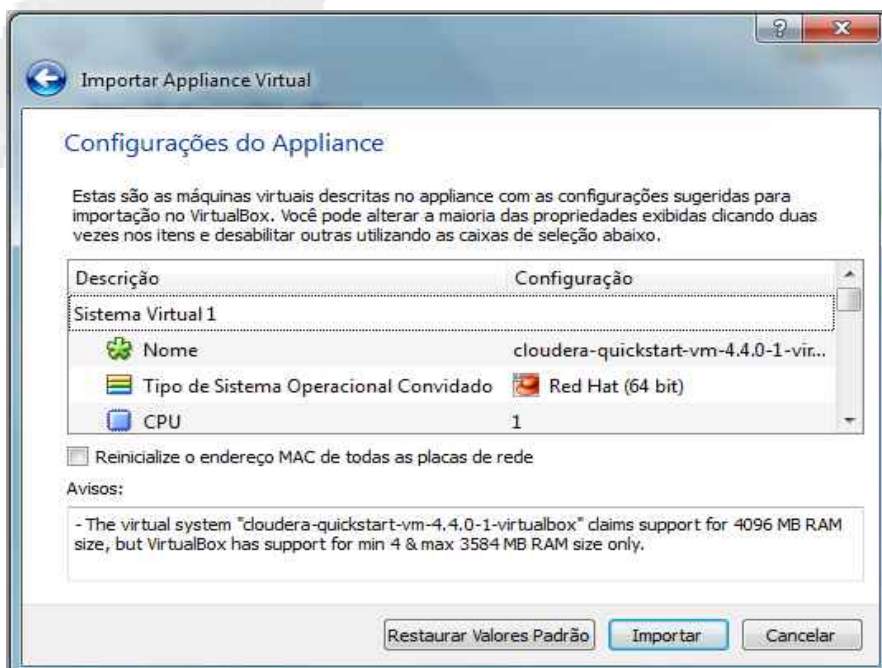 Importar Appliance Virtual
Configurações do Appliance
Estas são as máquinas virtuais descritas no appliance com as configurações sugeridas para
importação no VirtualBox. Você pode alterar a maioria das propriedades exibidas clicando duas
vezes nos itens e desabilitar outras utilizando as caixas de seleção abaixo.
Descrição Configuração
Sistema Virtual 1
Nome cloudera-quickstart-vm-4.4.0-1-vir...
Tipo de Sistema Operacional Convidado Red Hat (64 bit)
CPU 1
Reinicialize o endereço MAC de todas as placas de rede
Avisos:
- The virtual system "cloudera-quickstart-vm-4.4.0-1-virtualbox" claims support for 4096 MB RAM
size, but VirtualBox has support for min 4 & max 3584 MB RAM size only.
Restaurar Valores Padrão Importar Cancelar